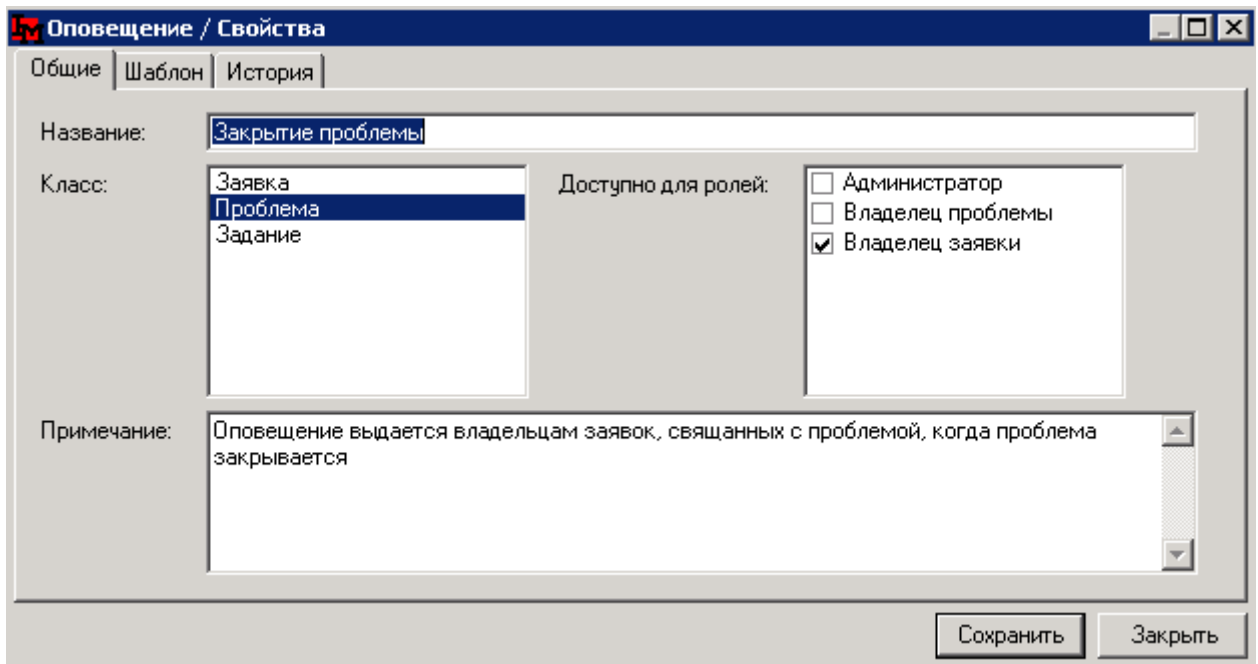 Оповещение / Свойства
Общие Шаблон История
Название: Закрытие проблемы
Класс: Заявка Доступно для ролей: Администратор
Проблема Владелец проблемы
Задание Владелец заявки
Примечание: Оповещение выдается владельцам заявок, свящанных с проблемой, когда проблема
закрывается
Сохранить Закрыть